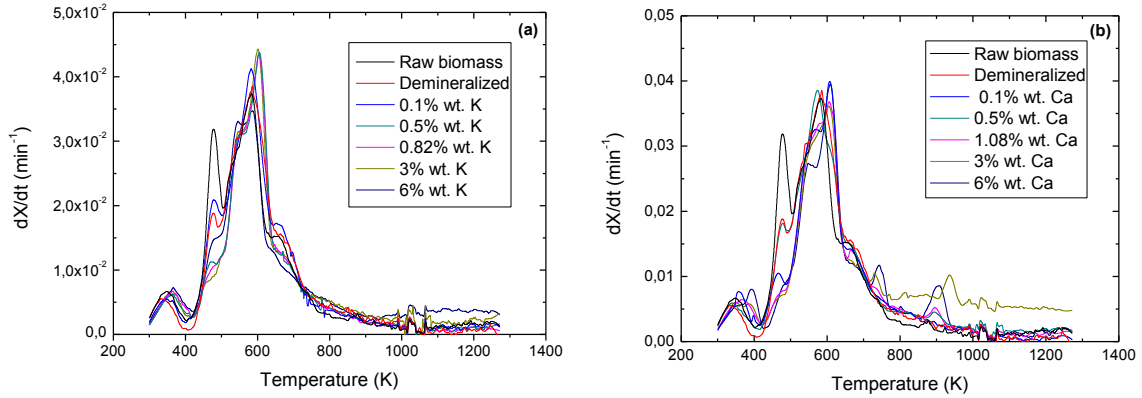 (a)
5,0x10⁻²
4,0x10⁻²
3,0x10⁻²
2,0x10⁻²
1,0x10⁻²
0,0
dX/dt (min⁻¹)
Raw biomass
Demineralized
0.1% wt. K
0.5% wt. K
0.82% wt. K
3% wt. K
6% wt. K
200 400 600 800 1000 1200 1400
Temperature (K)
(b)
0,05
0,04
0,03
0,02
0,01
0,00
dX/dt (min⁻¹)
Raw biomass
Demineralized
0.1% wt. Ca
0.5% wt. Ca
1.08% wt. Ca
3% wt. Ca
6% wt. Ca
200 400 600 800 1000 1200 1400
Temperature (K)